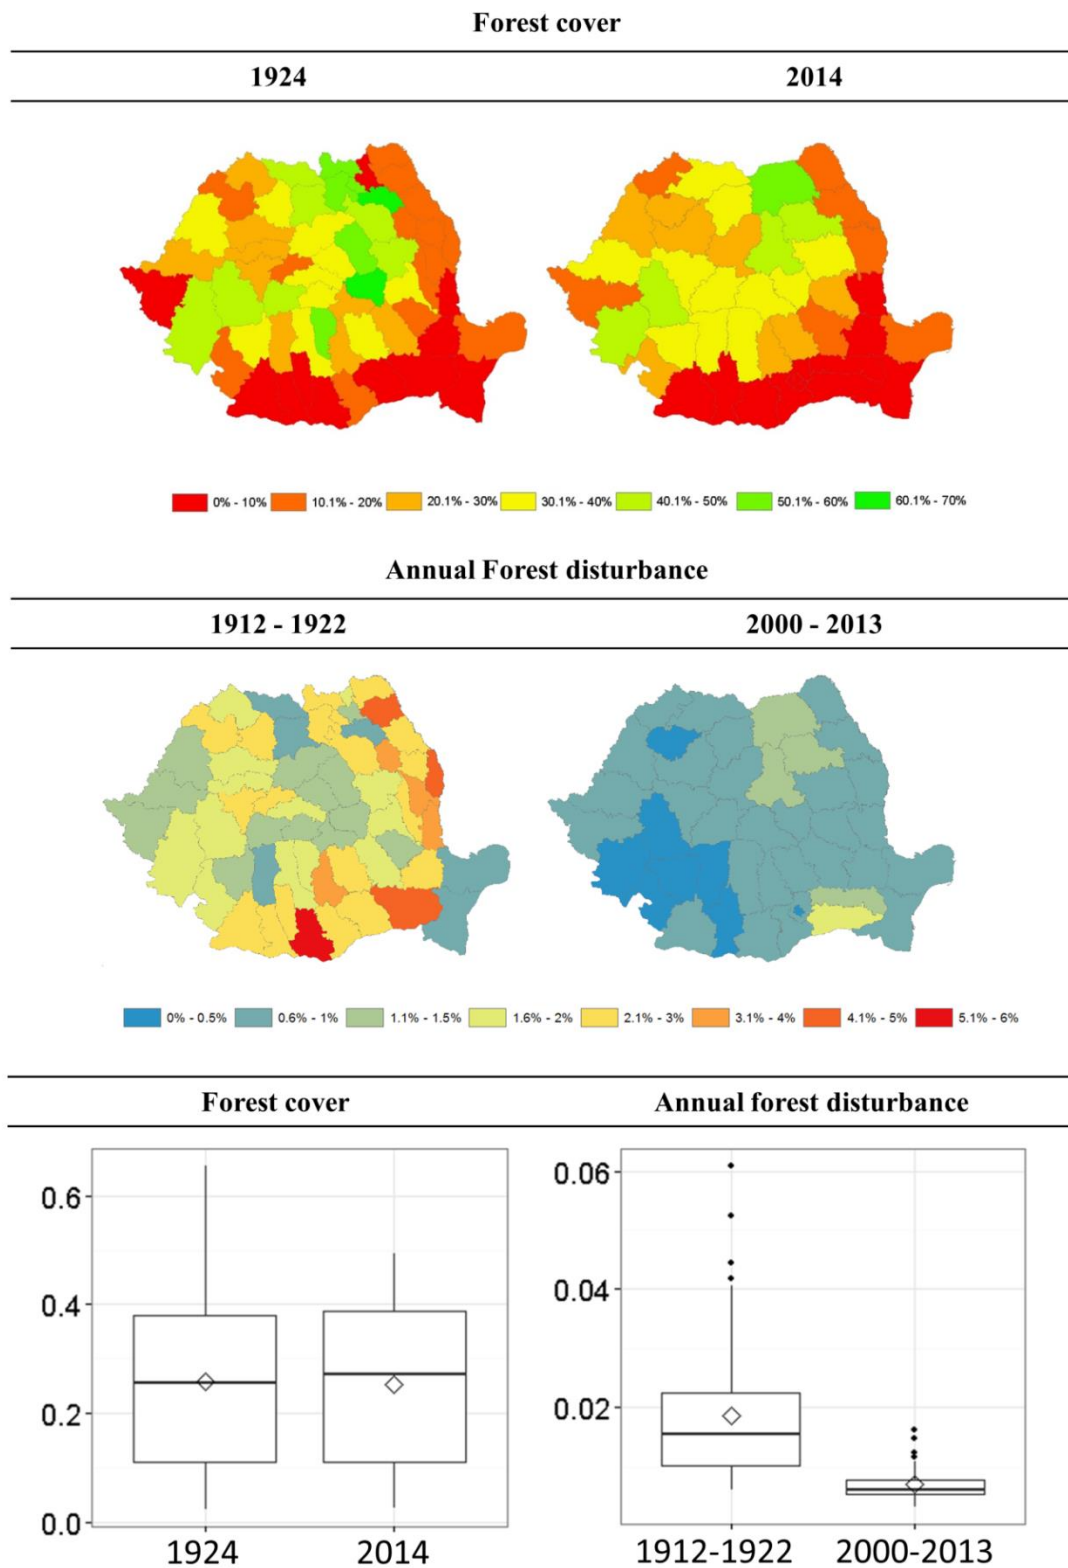 Forest cover
1924 2014
0% - 10% 10.1% - 20% 20.1% - 30% 30.1% - 40% 40.1% - 50% 50.1% - 60% 60.1% - 70%
Annual Forest disturbance
1912 - 1922 2000 - 2013
0% - 0.5% 0.6% - 1% 1.1% - 1.5% 1.6% - 2% 2.1% - 3% 3.1% - 4% 4.1% - 5% 5.1% - 6%
Forest cover Annual forest disturbance
0.6
0.4
0.2
0.0
1924 2014
0.06
0.04
0.02
1912-1922 2000-2013